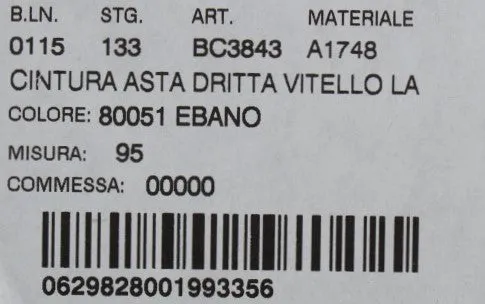 B.LN. STG. ART. MATERIALE
0115 133 BC3843 A1748
CINTURA ASTA DRITTA VITELLO LA
COLORE: 80051 EBANO
MISURA: 95
COMMESSA: 00000
0629828001993356